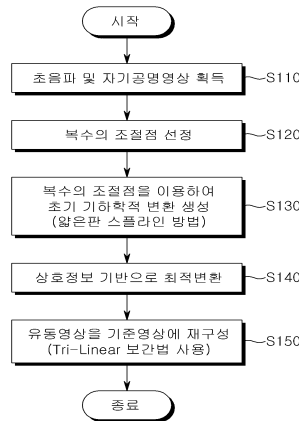 시작
초음파 및 자기공명영상 획득
S110
복수의 조절점 선정
S120
복수의 조절점을 이용하여
초기 기하학적 변환 생성
(얇은판 스플라인 방법)
S130
상호정보 기반으로 최적변환
S140
유동영상을 기준영상에 재구성
(Tri-Linear 보간법 사용)
S150
종료